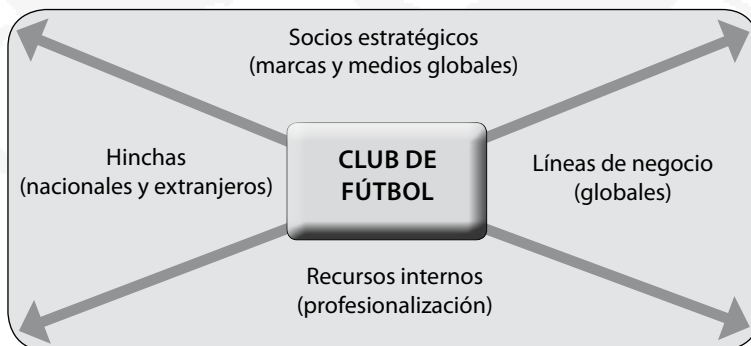 Socios estratégicos
(marcas y medios globales)
Hinchas
(nacionales y extranjeros)
CLUB DE
FÚTBOL
Líneas de negocio
(globales)
Recursos internos
(profesionalización)